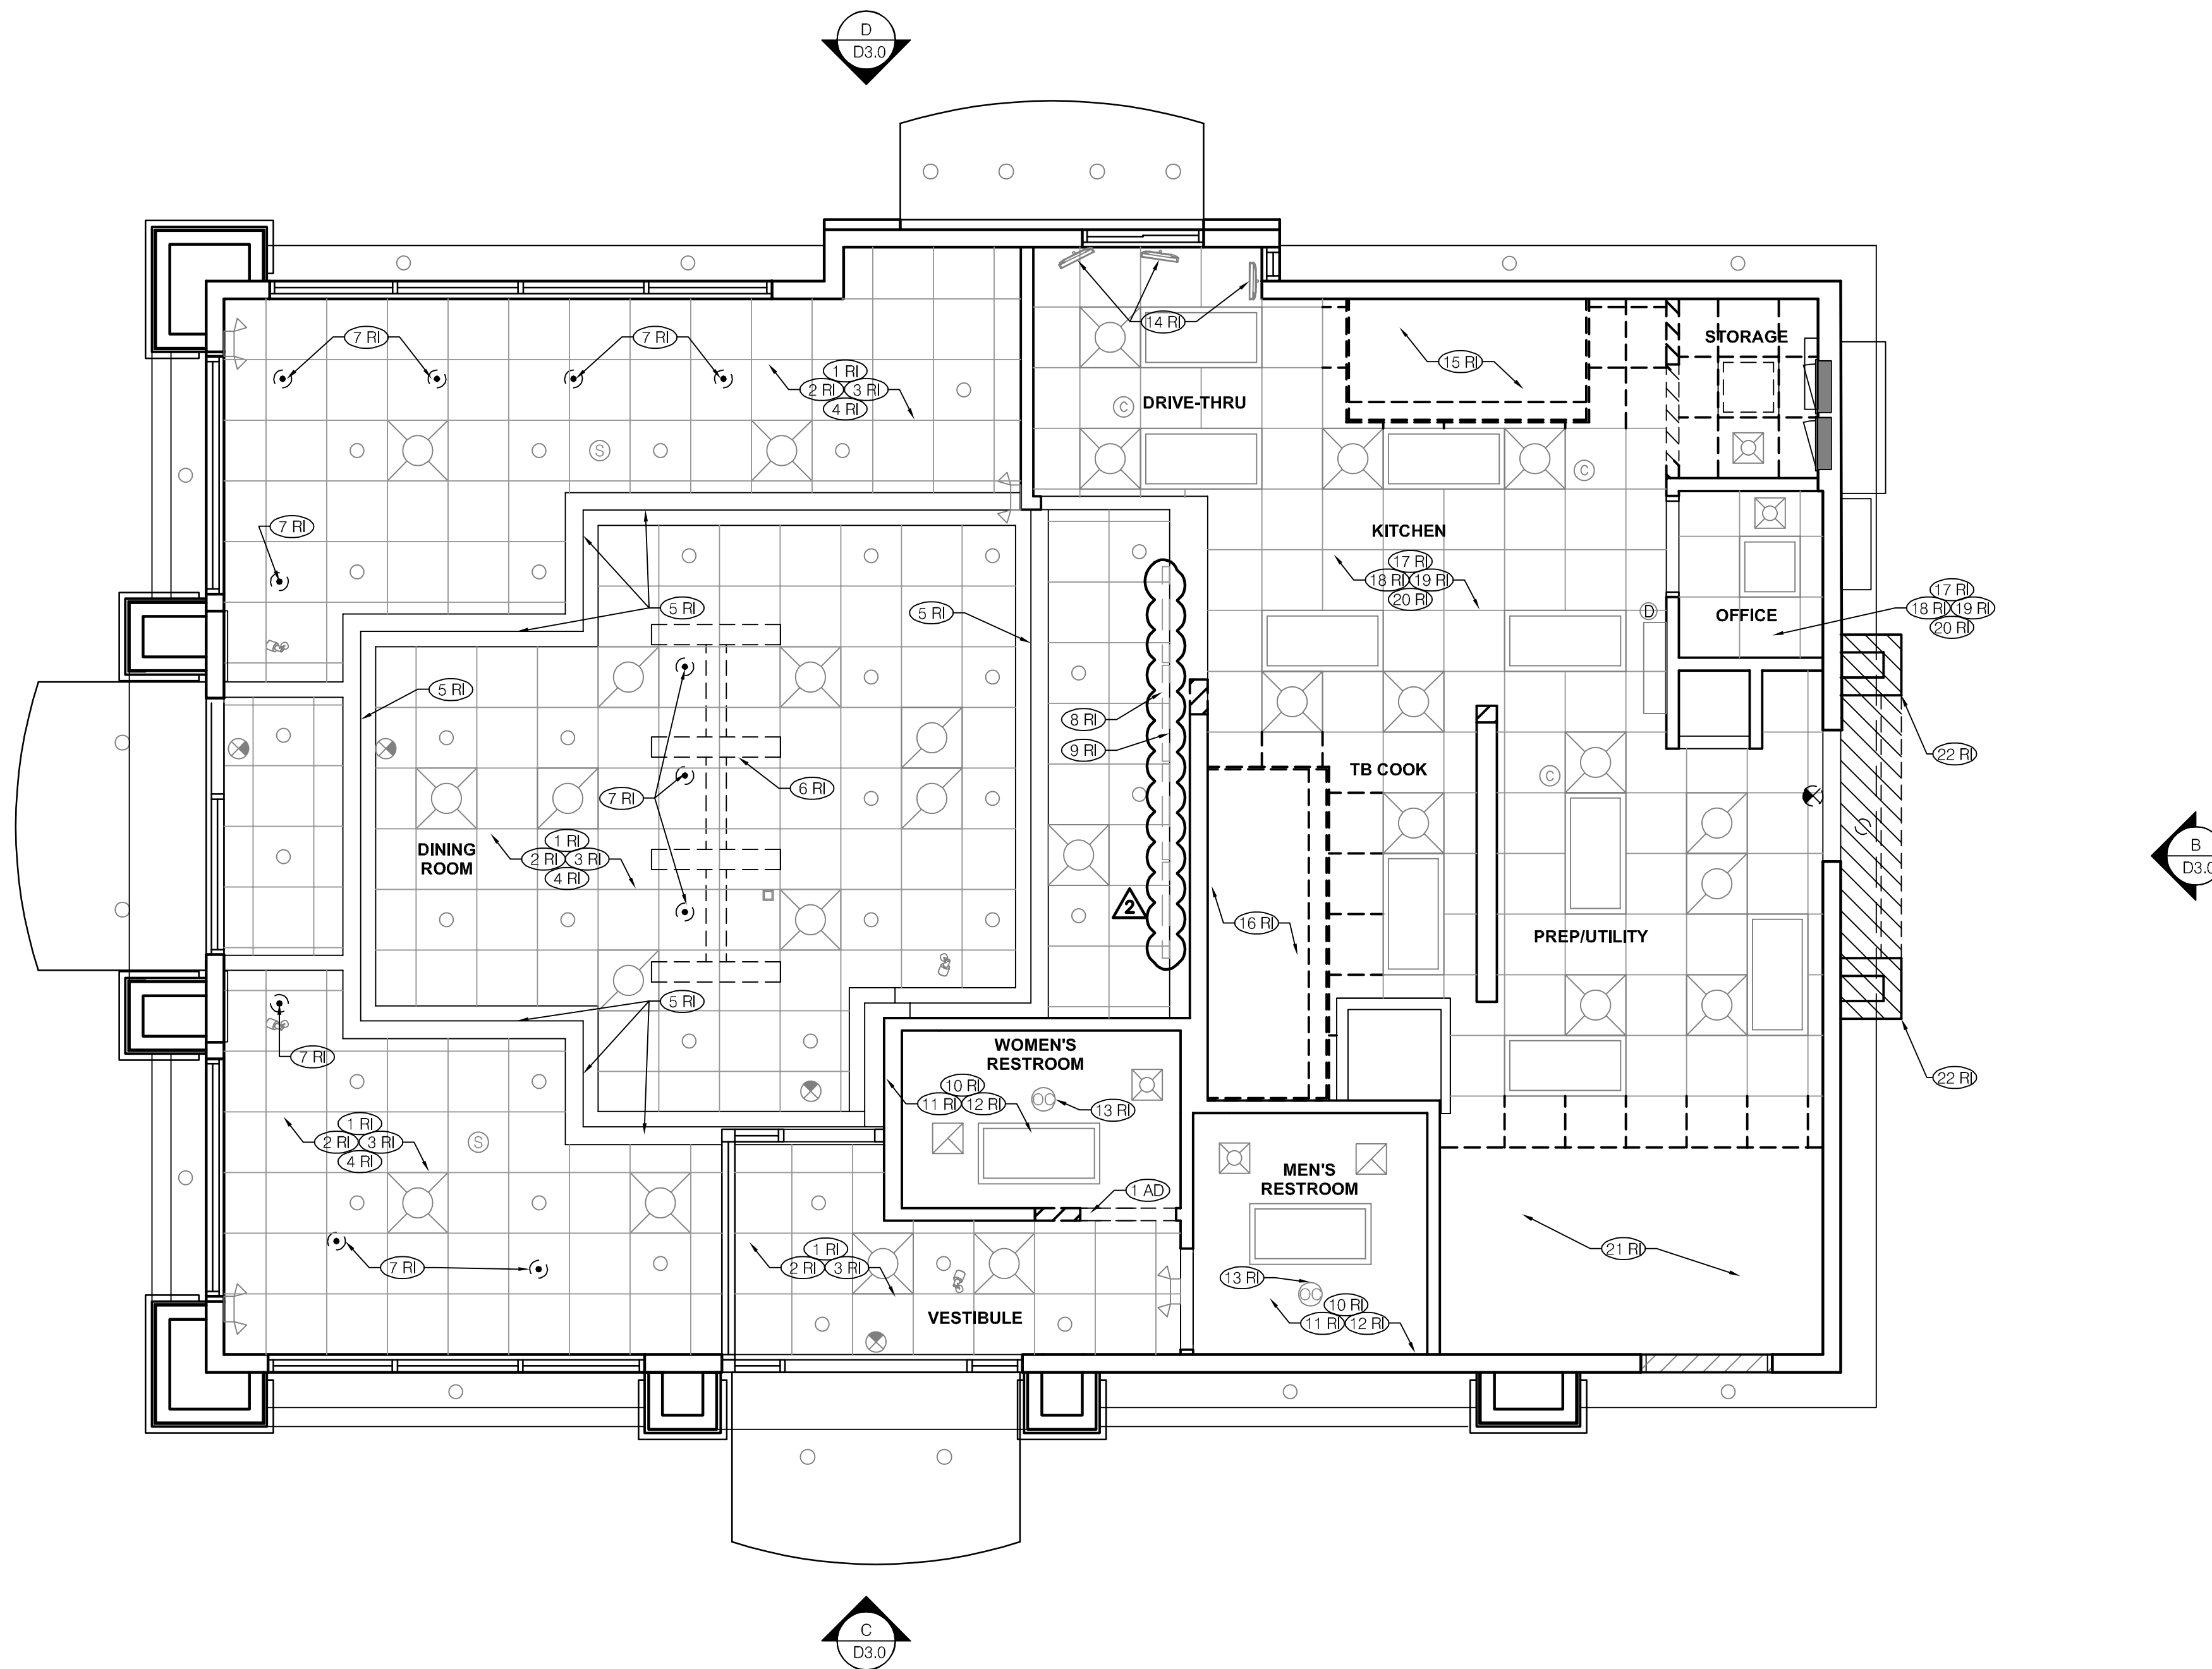 D
D3.0
14 RI
STORAGE
7 RI
7 RI
15 RI
1 RI
2 RI 3 RI
4 RI
C
DRIVE-THRU
S
C
7 RI
KITCHEN
17 RI
18 RI 19 RI
20 RI
17 RI
18 RI 19 RI
20 RI
5 RI
5 RI
D
OFFICE
5 RI
8 RI
9 RI
22 RI
TB COOK
C
7 RI
6 RI
DINING
ROOM
1 RI
2 RI 3 RI
4 RI
B
D3.0
2
16 RI
PREP/UTILITY
5 RI
7 RI
WOMEN'S
RESTROOM
10 RI
11 RI 12 RI
OC
13 RI
22 RI
1 RI
2 RI 3 RI
4 RI
S
MEN'S
RESTROOM
1 AD
7 RI
1 RI
2 RI 3 RI
21 RI
13 RI
OC
10 RI
11 RI 12 RI
VESTIBULE
C
D3.0